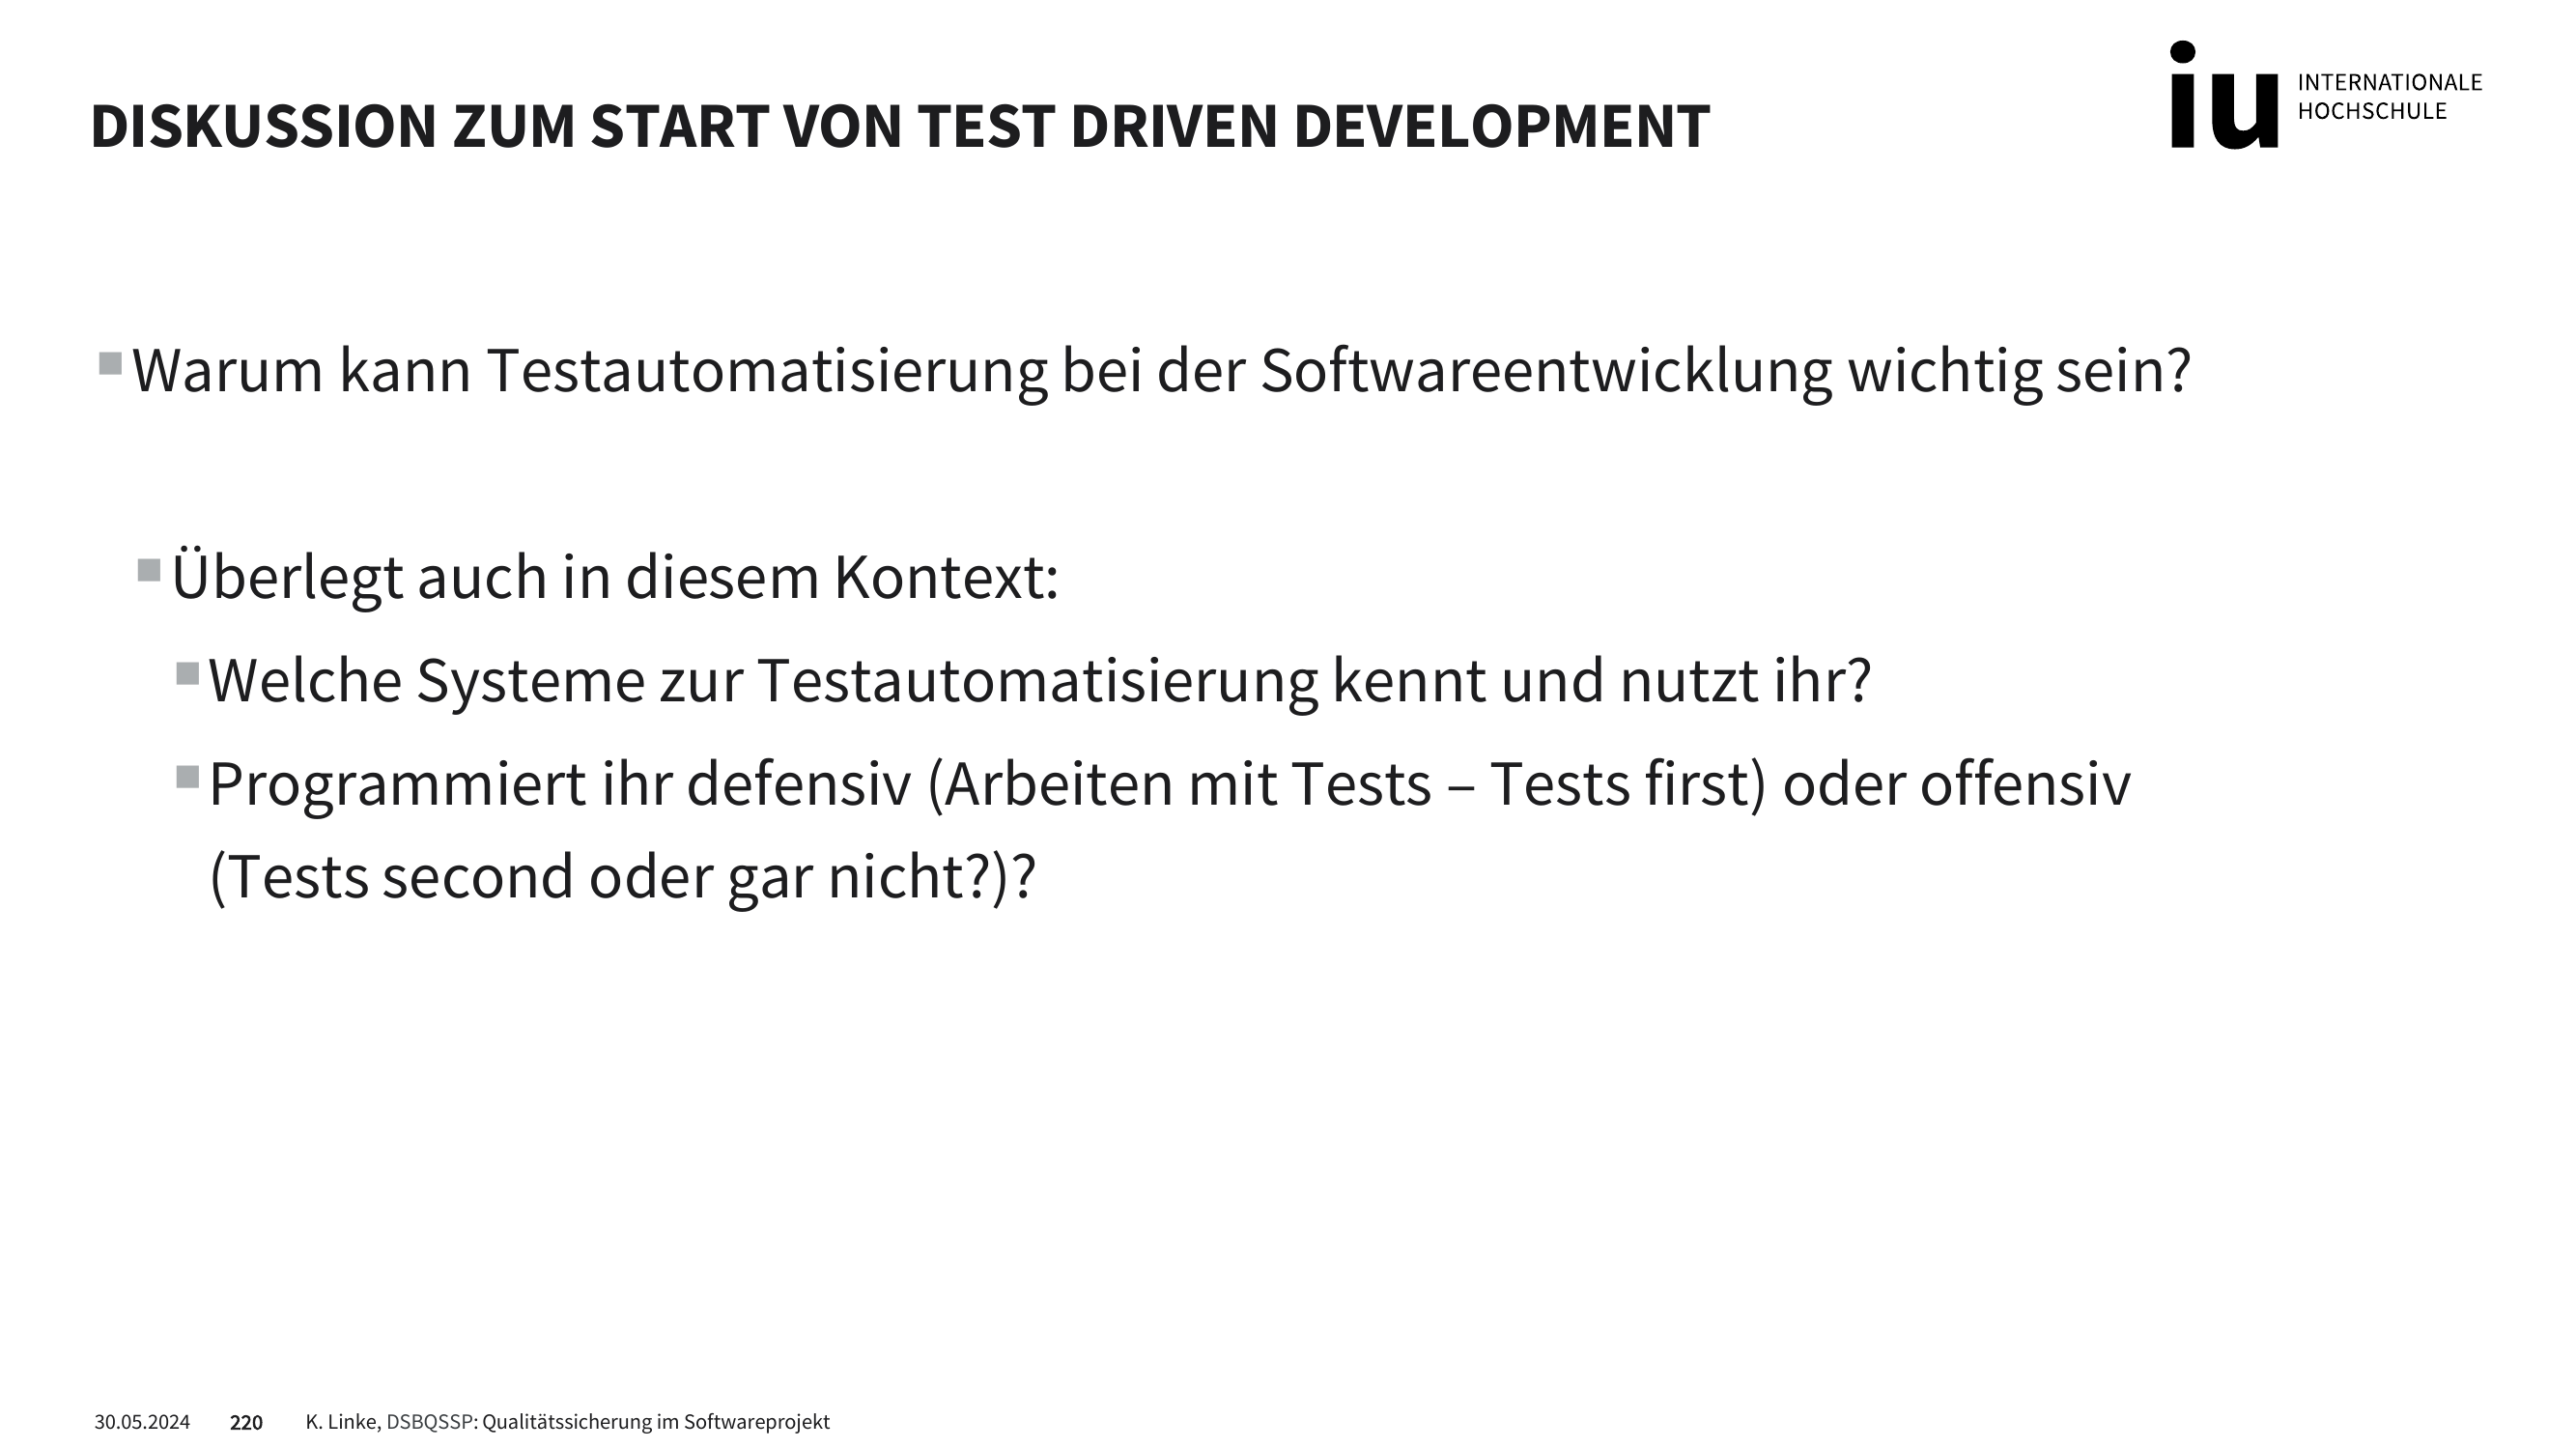 DISKUSSION ZUM START VON TEST DRIVEN DEVELOPMENT
iu INTERNATIONALE
HOCHSCHULE
Warum kann Testautomatisierung bei der Softwareentwicklung wichtig sein?
Überlegt auch in diesem Kontext:
Welche Systeme zur Testautomatisierung kennt und nutzt ihr?
Programmiert ihr defensiv (Arbeiten mit Tests – Tests first) oder offensiv
(Tests second oder gar nicht?)?
30.05.2024 220 K. Linke, DSBQSSP: Qualitätssicherung im Softwareprojekt